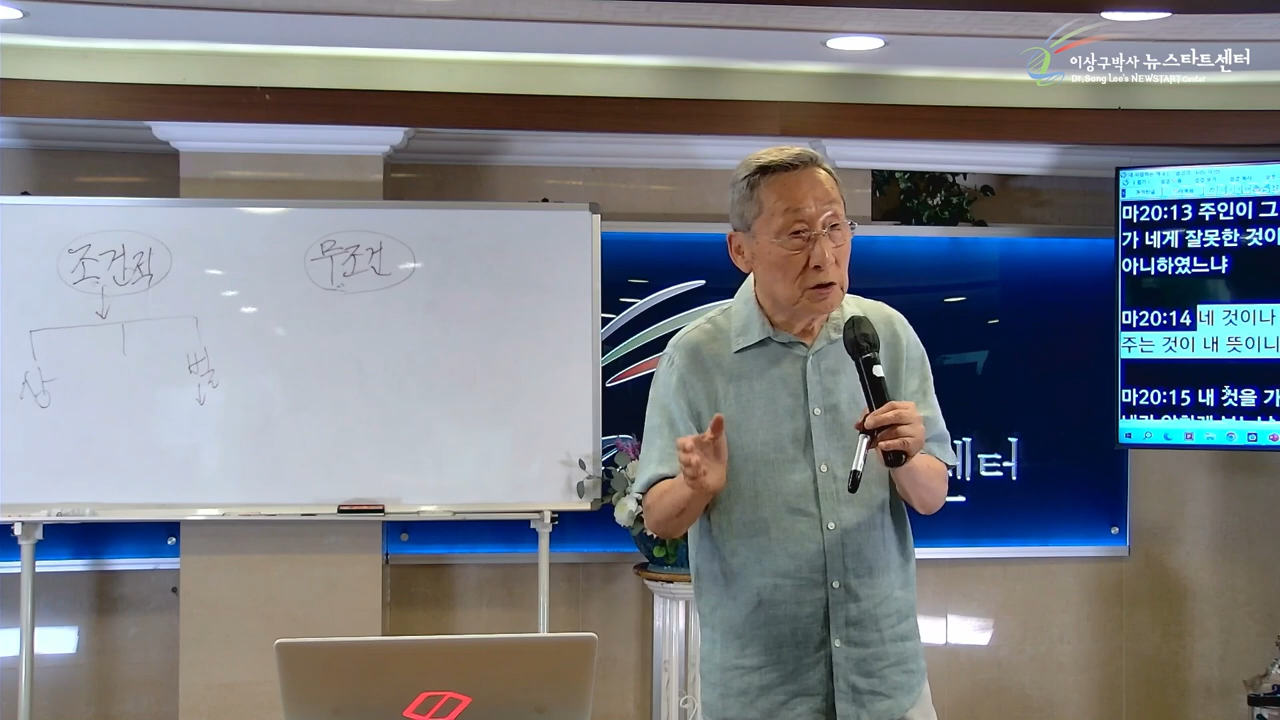 이상구박사 뉴스타트센터
Dr. Sang Lee's NEWSTART Center
조건적
무조건
상
벌
마20:13 주인이 그
가 네게 잘못한 것이
아니하였느냐
마20:14 네 것이나
주는 것이 내 뜻이니
마20:15 내 것을 가
센터